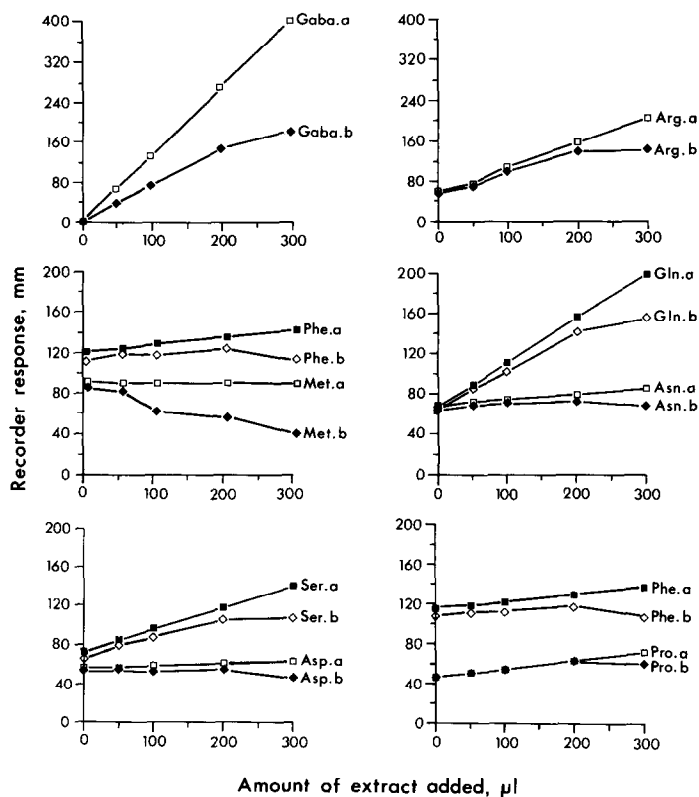 400
320
240
160
80
0
0
100
200
300
Gaba.a
Gaba.b
400
320
240
160
80
0
0
100
200
300
Arg.a
Arg.b
Recorder response, mm
200
160
120
80
40
0
0
100
200
300
Phe.a
Phe.b
Met.a
Met.b
200
160
120
80
40
0
0
100
200
300
Gln.a
Gln.b
Asn.a
Asn.b
200
160
120
80
40
0
0
100
200
300
Ser.a
Ser.b
Asp.a
Asp.b
200
160
120
80
40
0
0
100
200
300
Phe.a
Phe.b
Pro.a
Pro.b
Amount of extract added, µl